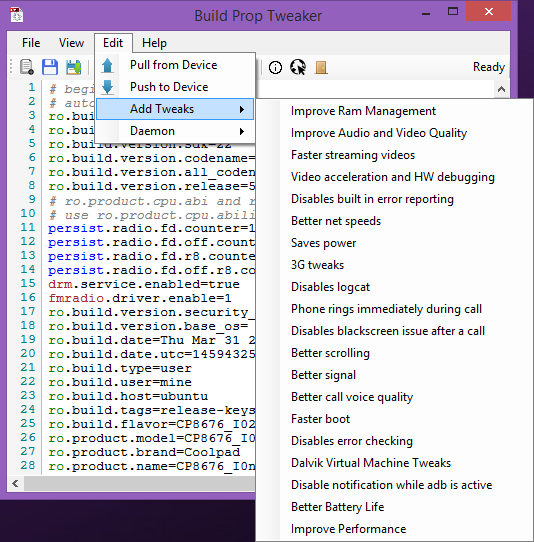 Build Prop Tweaker
File View Edit Help
Ready
Pull from Device
Push to Device
Add Tweaks
Daemon
Improve Ram Management
Improve Audio and Video Quality
Faster streaming videos
Video acceleration and HW debugging
Disables built in error reporting
Better net speeds
Saves power
3G tweaks
Disables logcat
Phone rings immediately during call
Disables blackscreen issue after a call
Better scrolling
Better signal
Better call voice quality
Faster boot
Disables error checking
Dalvik Virtual Machine Tweaks
Disable notification while adb is active
Better Battery Life
Improve Performance
1 # begi
2 # auto
3 ro.bui
4 ro.bui
5 ro.build.version.sdk=22
6 ro.build.version.codename=
7 ro.build.version.all_coden
8 ro.build.version.release=5
9 # ro.product.cpu.abi and r
10 # use ro.product.cpu.abili
11 persist.radio.fd.counter=1
12 persist.radio.fd.off.count
13 persist.radio.fd.r8.counte
14 persist.radio.fd.off.r8.co
15 drm.service.enabled=true
16 fmradio.driver.enable=1
17 ro.build.version.security_
18 ro.build.version.base_os=
19 ro.build.date=Thu Mar 31 2
20 ro.build.date.utc=14594325
21 ro.build.type=user
22 ro.build.user=mine
23 ro.build.host=ubuntu
24 ro.build.tags=release-keys
25 ro.build.flavor=CP8676_I02
26 ro.product.model=CP8676_I0
27 ro.product.brand=Coolpad
28 ro.product.name=CP8676_I0n